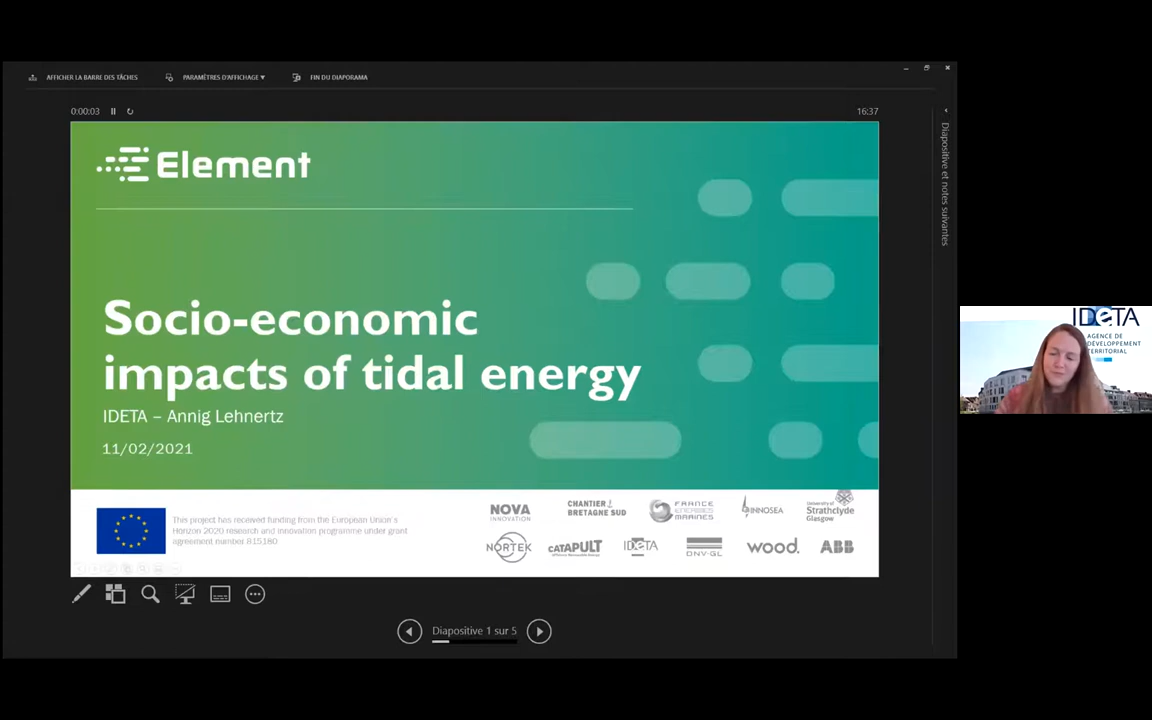 AFFICHER LA BARRE DES TÂCHES
PARAMÈTRES D'AFFICHAGE ▼
FIN DU DIAPORAMA
0:00:03
16:37
Element
Socio-economic
impacts of tidal energy
IDETA – Annig Lehnertz
11/02/2021
This project has received funding from the European Union's
Horizon 2020 research and innovation programme under grant
agreement number 815180
NOVA
INNOVATION
CHANTIER
BRETAGNE SUD
FRANCE
ENERGIES
MARINES
INNOSEA
University of
Strathclyde
Glasgow
NORTEK
CATAPULT
IDETA
DNV·GL
wood.
ABB
Diapositive 1 sur 5
Diapositive et notes suivantes
IDETA
AGENCE DE
DÉVELOPPEMENT
TERRITORIAL